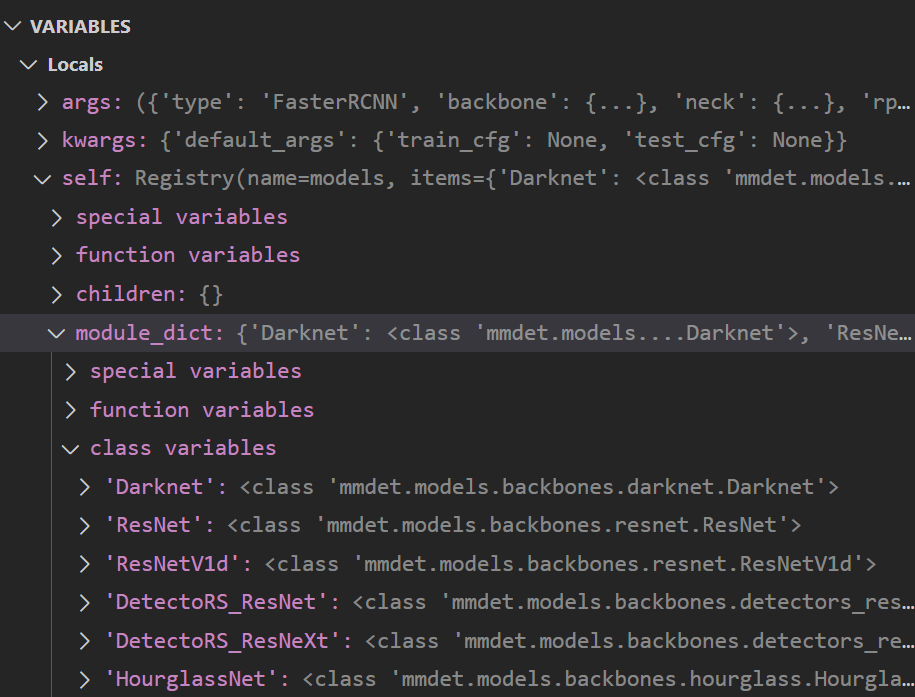 VARIABLES
Locals
args: ({'type': 'FasterRCNN', 'backbone': {...}, 'neck': {...}, 'rp…
kwargs: {'default_args': {'train_cfg': None, 'test_cfg': None}}
self: Registry(name=models, items={'Darknet': <class 'mmdet.models.…
special variables
function variables
children: {}
module_dict: {'Darknet': <class 'mmdet.models....Darknet'>, 'ResNe…
special variables
function variables
class variables
'Darknet': <class 'mmdet.models.backbones.darknet.Darknet'>
'ResNet': <class 'mmdet.models.backbones.resnet.ResNet'>
'ResNetV1d': <class 'mmdet.models.backbones.resnet.ResNetV1d'>
'DetectoRS_ResNet': <class 'mmdet.models.backbones.detectors_res…
'DetectoRS_ResNeXt': <class 'mmdet.models.backbones.detectors_re…
'HourglassNet': <class 'mmdet.models.backbones.hourglass.Hourgla…